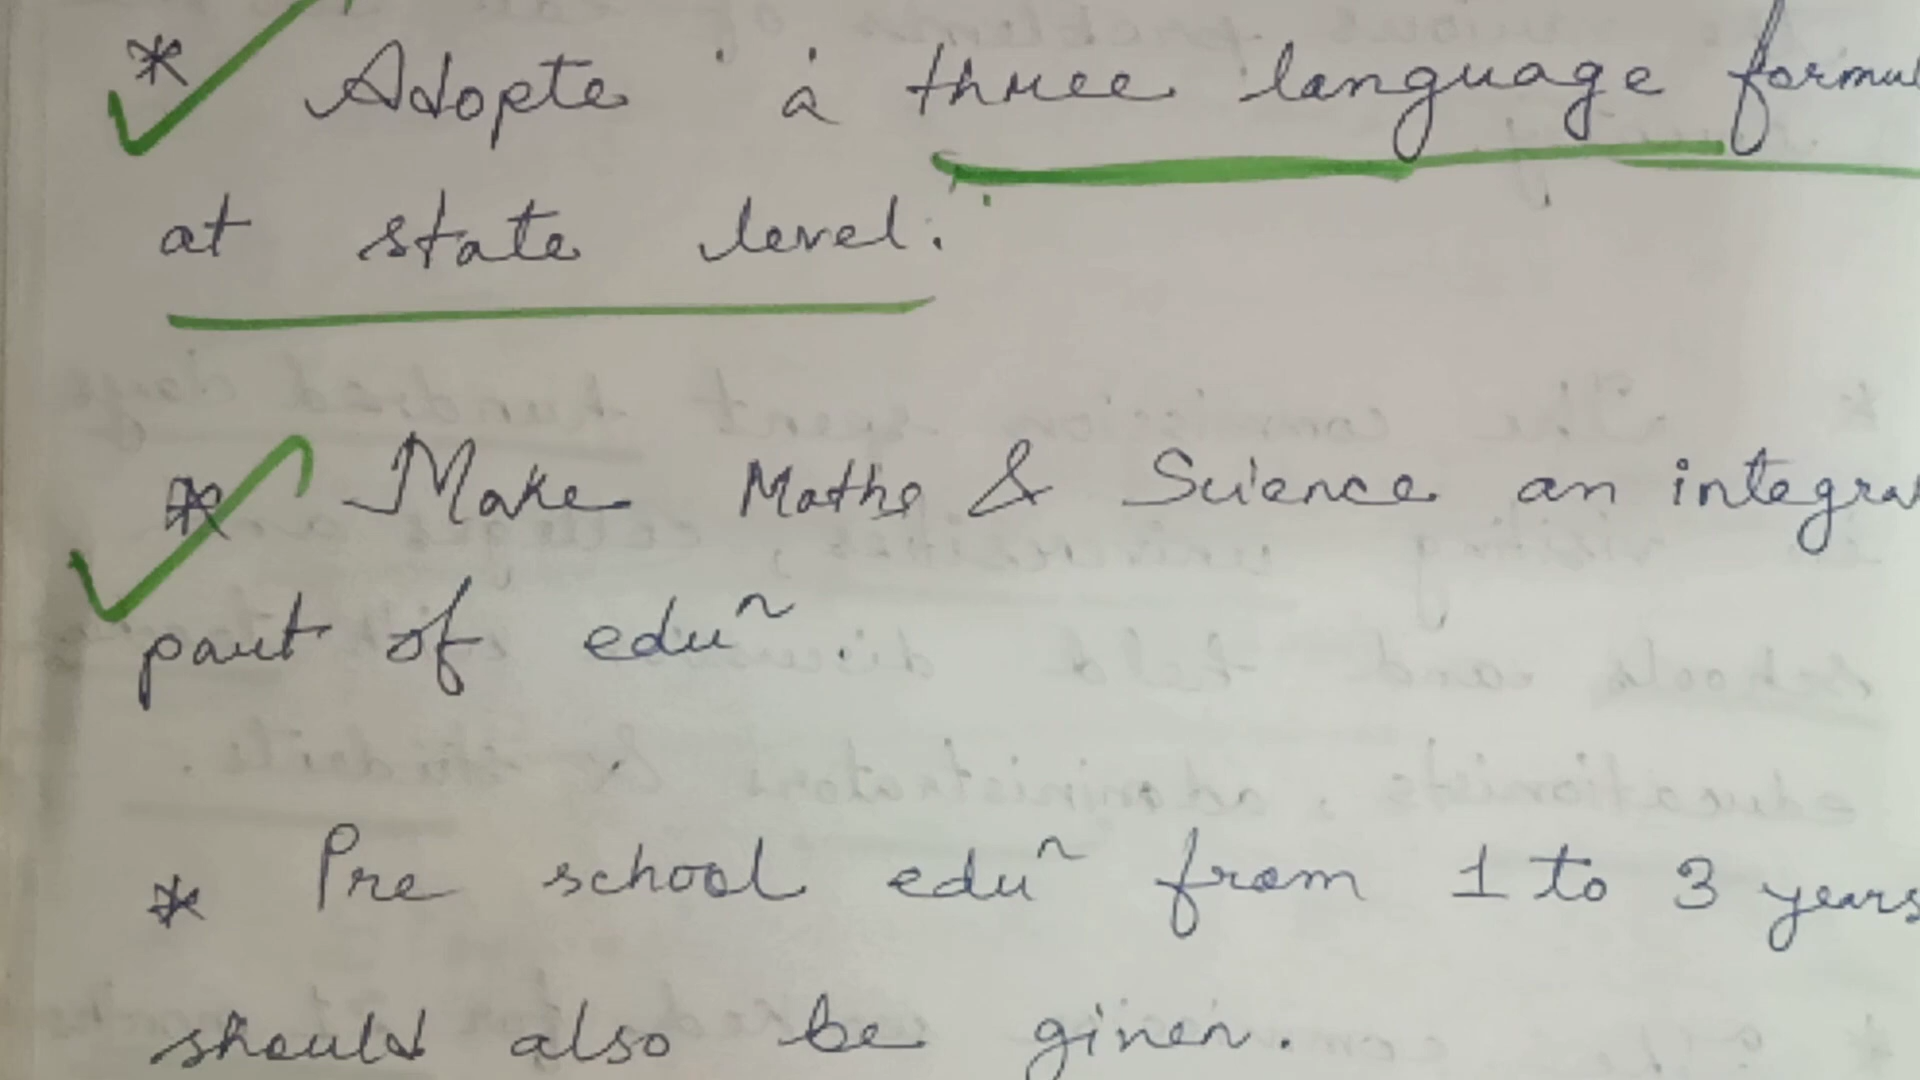 * Adopte a three language formul
at state level.
* Make Maths & Science an integra
part of edu~.
* Pre school edu~ from 1 to 3 years
should also be given.